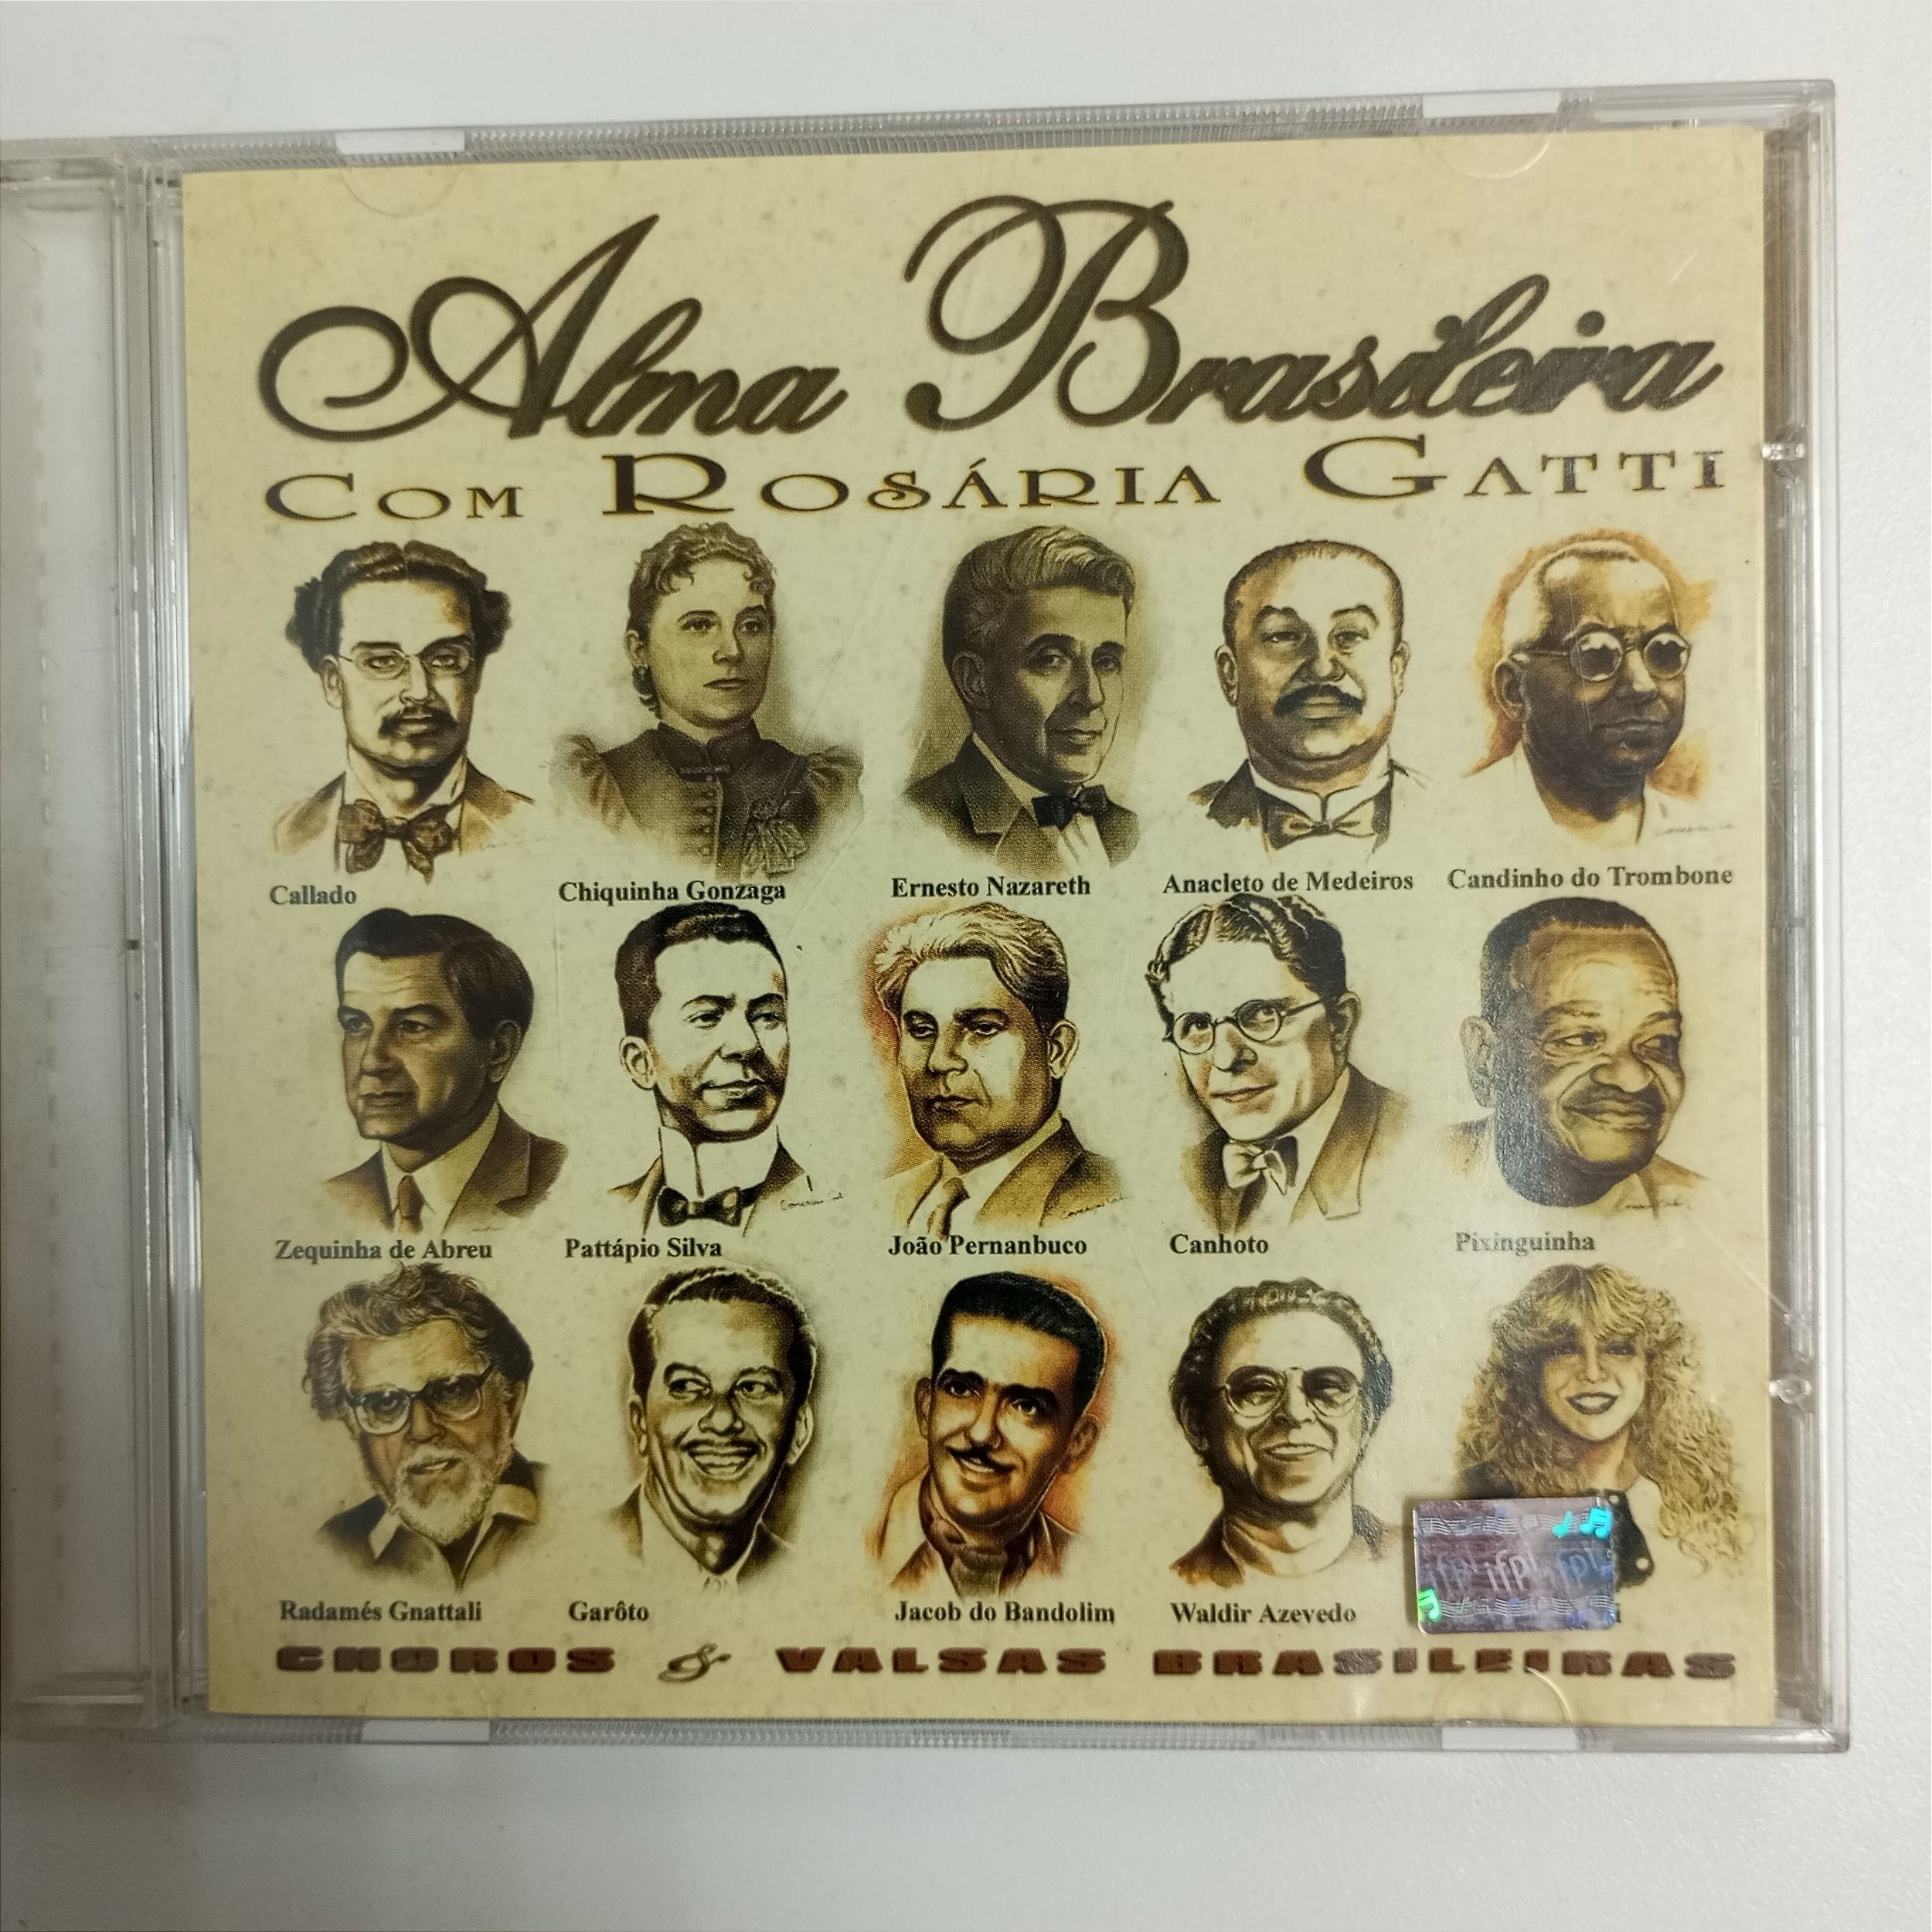 Alma Brasileira
COM ROSÁRIA GATTI
Callado
Chiquinha Gonzaga
Ernesto Nazareth
Anacleto de Medeiros
Candinho do Trombone
Zequinha de Abreu
Pattápio Silva
João Pernanbuco
Canhoto
Pixinguinha
Radamés Gnattali
Garôto
Jacob do Bandolim
Waldir Azevedo
ifpi
CHOROS & VALSAS BRASILEIRAS